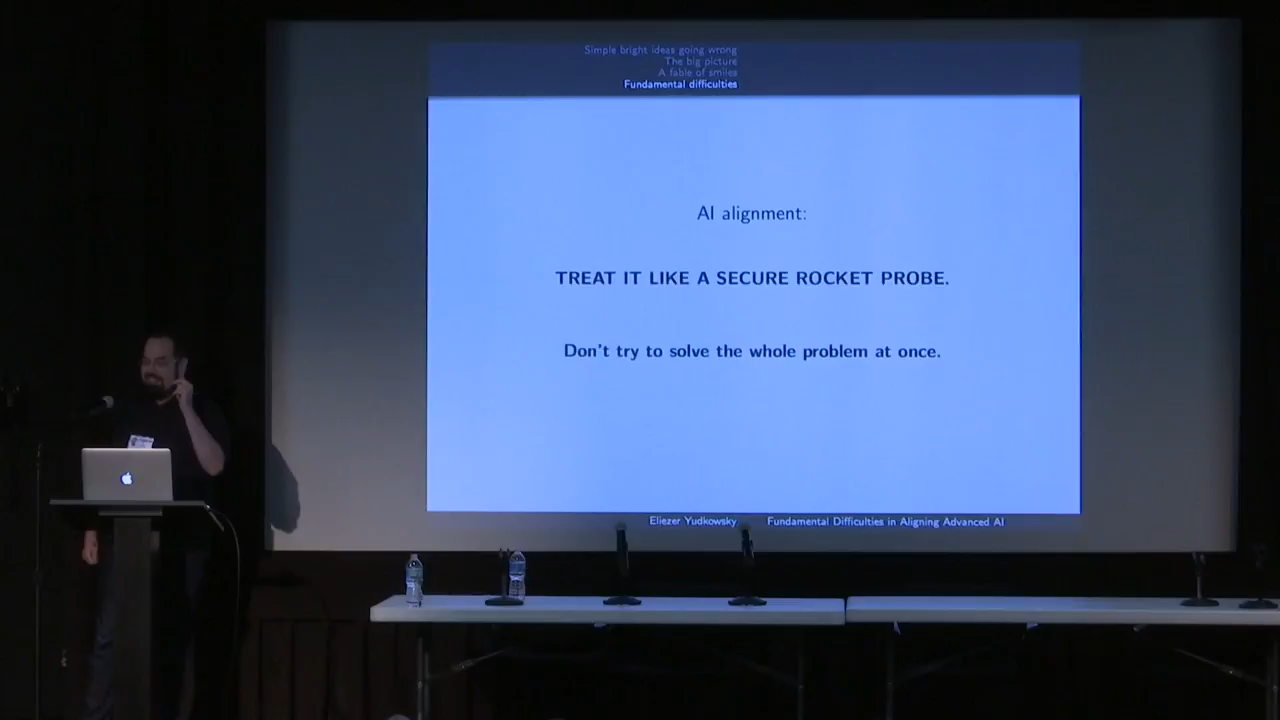 Simple bright ideas going wrong
The big picture
A fable of smiles
Fundamental difficulties
AI alignment:
TREAT IT LIKE A SECURE ROCKET PROBE.
Don't try to solve the whole problem at once.
Eliezer Yudkowsky Fundamental Difficulties in Aligning Advanced AI